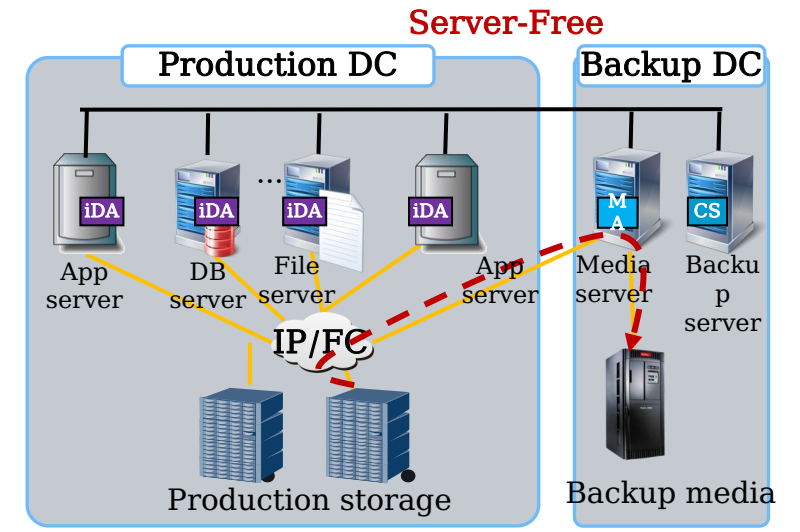 Server-Free
Production DC
Backup DC
...
iDA
iDA
iDA
iDA
M
A
CS
App
server
DB
server
File
server
App
server
Media
server
Backu
p
server
IP/FC
Production storage
Backup media